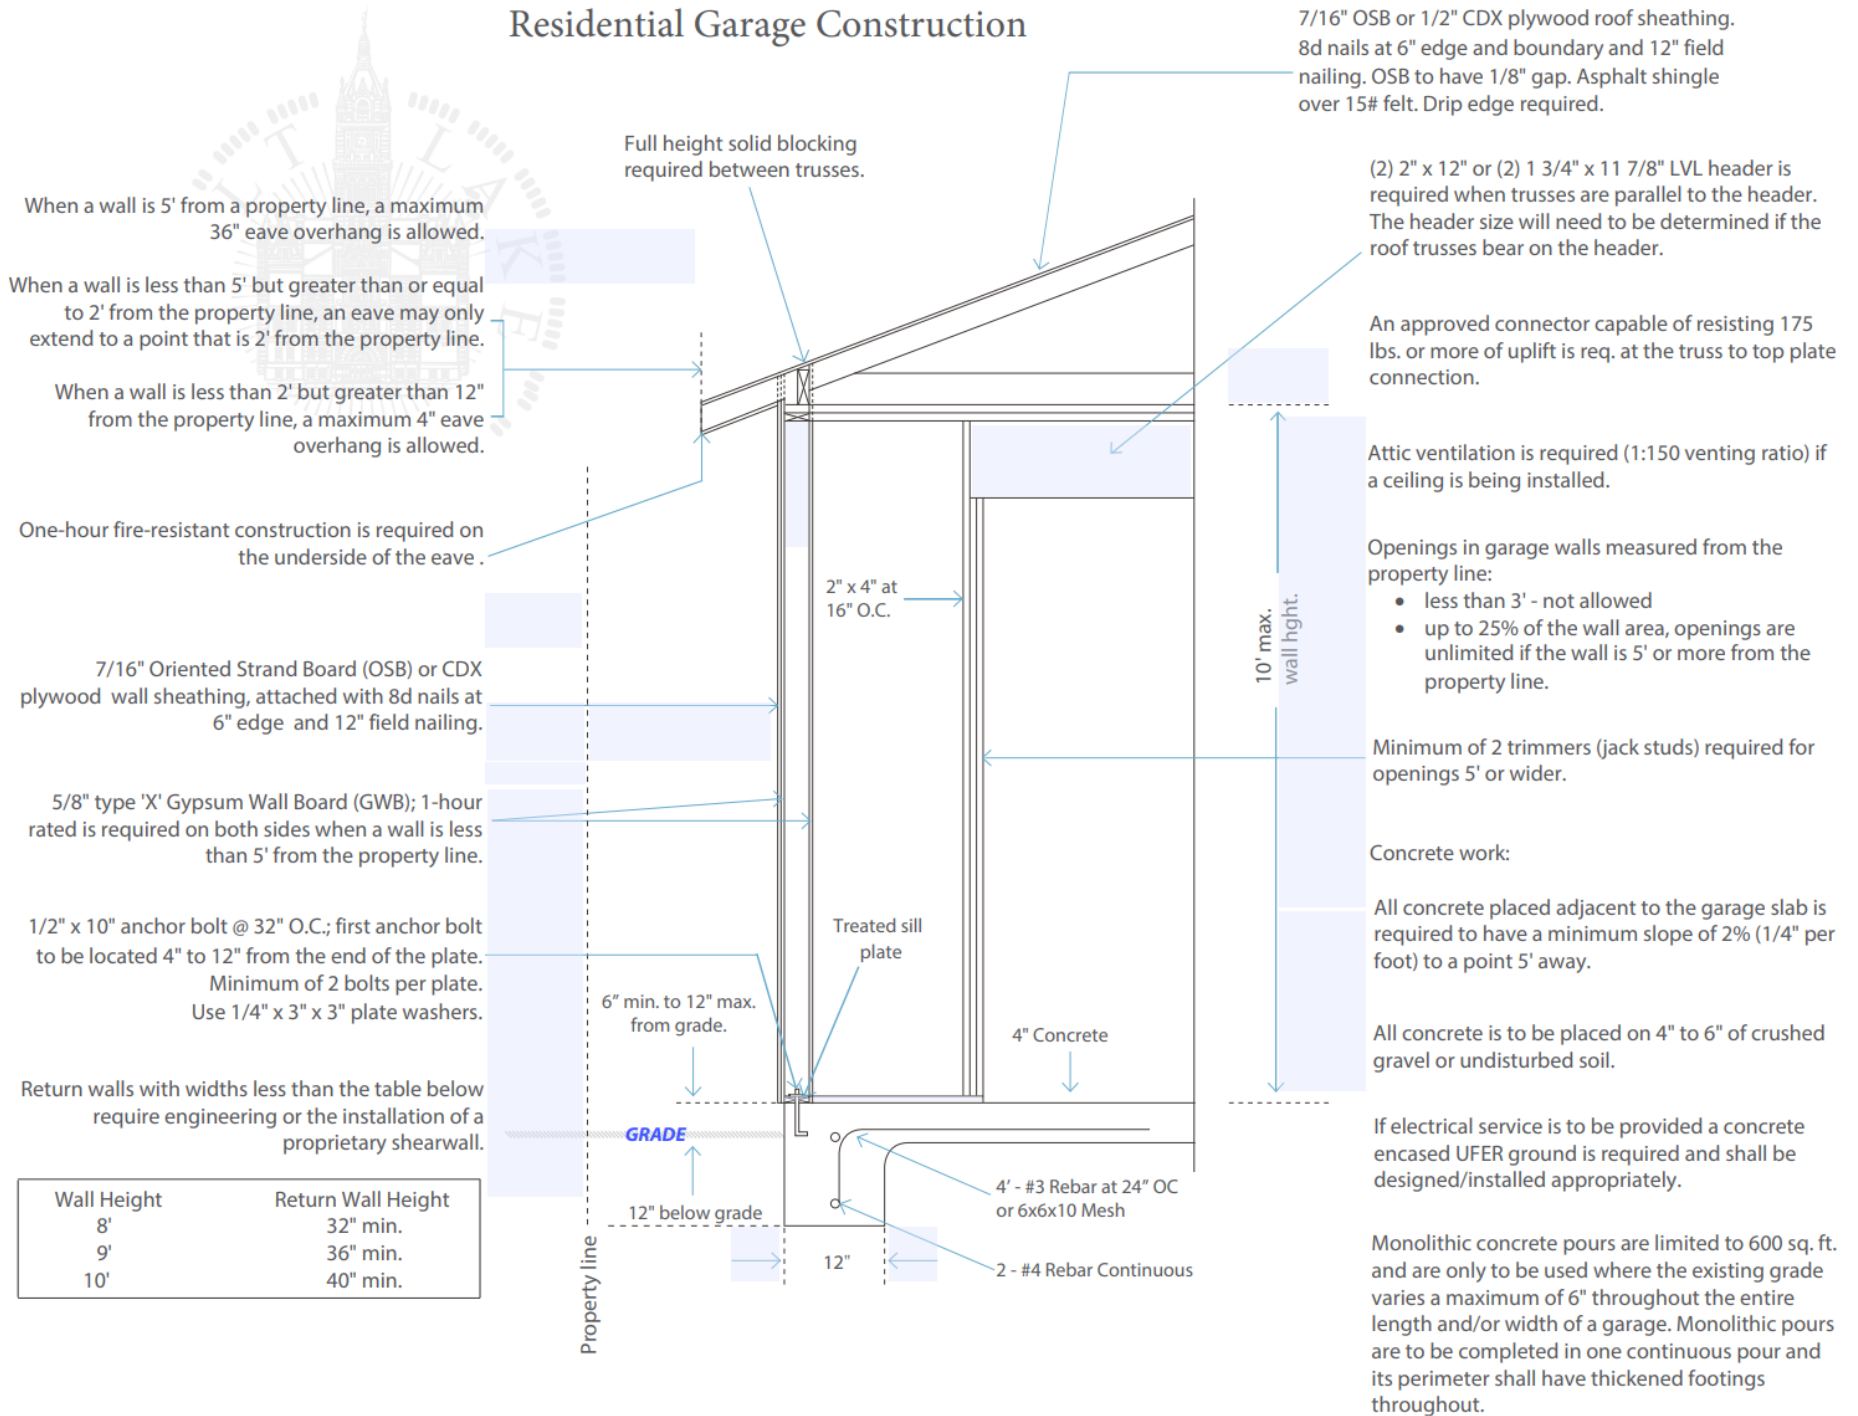 Residential Garage Construction
7/16" OSB or 1/2" CDX plywood roof sheathing.
8d nails at 6" edge and boundary and 12" field
nailing. OSB to have 1/8" gap. Asphalt shingle
over 15# felt. Drip edge required.
Full height solid blocking
required between trusses.
(2) 2" x 12" or (2) 1 3/4" x 11 7/8" LVL header is
required when trusses are parallel to the header.
The header size will need to be determined if the
roof trusses bear on the header.
When a wall is 5' from a property line, a maximum
36" eave overhang is allowed.
When a wall is less than 5' but greater than or equal
to 2' from the property line, an eave may only
extend to a point that is 2' from the property line.
When a wall is less than 2' but greater than 12"
from the property line, a maximum 4" eave
overhang is allowed.
One-hour fire-resistant construction is required on
the underside of the eave .
7/16" Oriented Strand Board (OSB) or CDX
plywood wall sheathing, attached with 8d nails at
6" edge and 12" field nailing.
5/8" type 'X' Gypsum Wall Board (GWB); 1-hour
rated is required on both sides when a wall is less
than 5' from the property line.
1/2" x 10" anchor bolt @ 32" O.C.; first anchor bolt
to be located 4" to 12" from the end of the plate.
Minimum of 2 bolts per plate.
Use 1/4" x 3" x 3" plate washers.
Return walls with widths less than the table below
require engineering or the installation of a
proprietary shearwall.
Wall Height Return Wall Height
8' 32" min.
9' 36" min.
10' 40" min.
Property line
2" x 4" at
16" O.C.
Treated sill
plate
6" min. to 12" max.
from grade.
4" Concrete
GRADE
12" below grade
12"
4' - #3 Rebar at 24" OC
or 6x6x10 Mesh
2 - #4 Rebar Continuous
10' max.
wall hght.
An approved connector capable of resisting 175
lbs. or more of uplift is req. at the truss to top plate
connection.
Attic ventilation is required (1:150 venting ratio) if
a ceiling is being installed.
Openings in garage walls measured from the
property line:
• less than 3' - not allowed
• up to 25% of the wall area, openings are
unlimited if the wall is 5' or more from the
property line.
Minimum of 2 trimmers (jack studs) required for
openings 5' or wider.
Concrete work:
All concrete placed adjacent to the garage slab is
required to have a minimum slope of 2% (1/4" per
foot) to a point 5' away.
All concrete is to be placed on 4" to 6" of crushed
gravel or undisturbed soil.
If electrical service is to be provided a concrete
encased UFER ground is required and shall be
designed/installed appropriately.
Monolithic concrete pours are limited to 600 sq. ft.
and are only to be used where the existing grade
varies a maximum of 6" throughout the entire
length and/or width of a garage. Monolithic pours
are to be completed in one continuous pour and
its perimeter shall have thickened footings
throughout.
LT LAKE